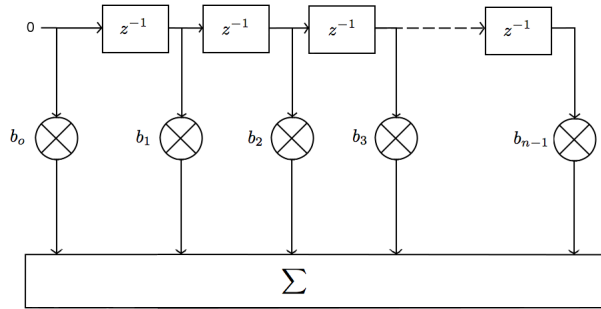 0 z⁻¹ z⁻¹ z⁻¹ z⁻¹
b_o b_1 b_2 b_3 b_{n−1}
∑